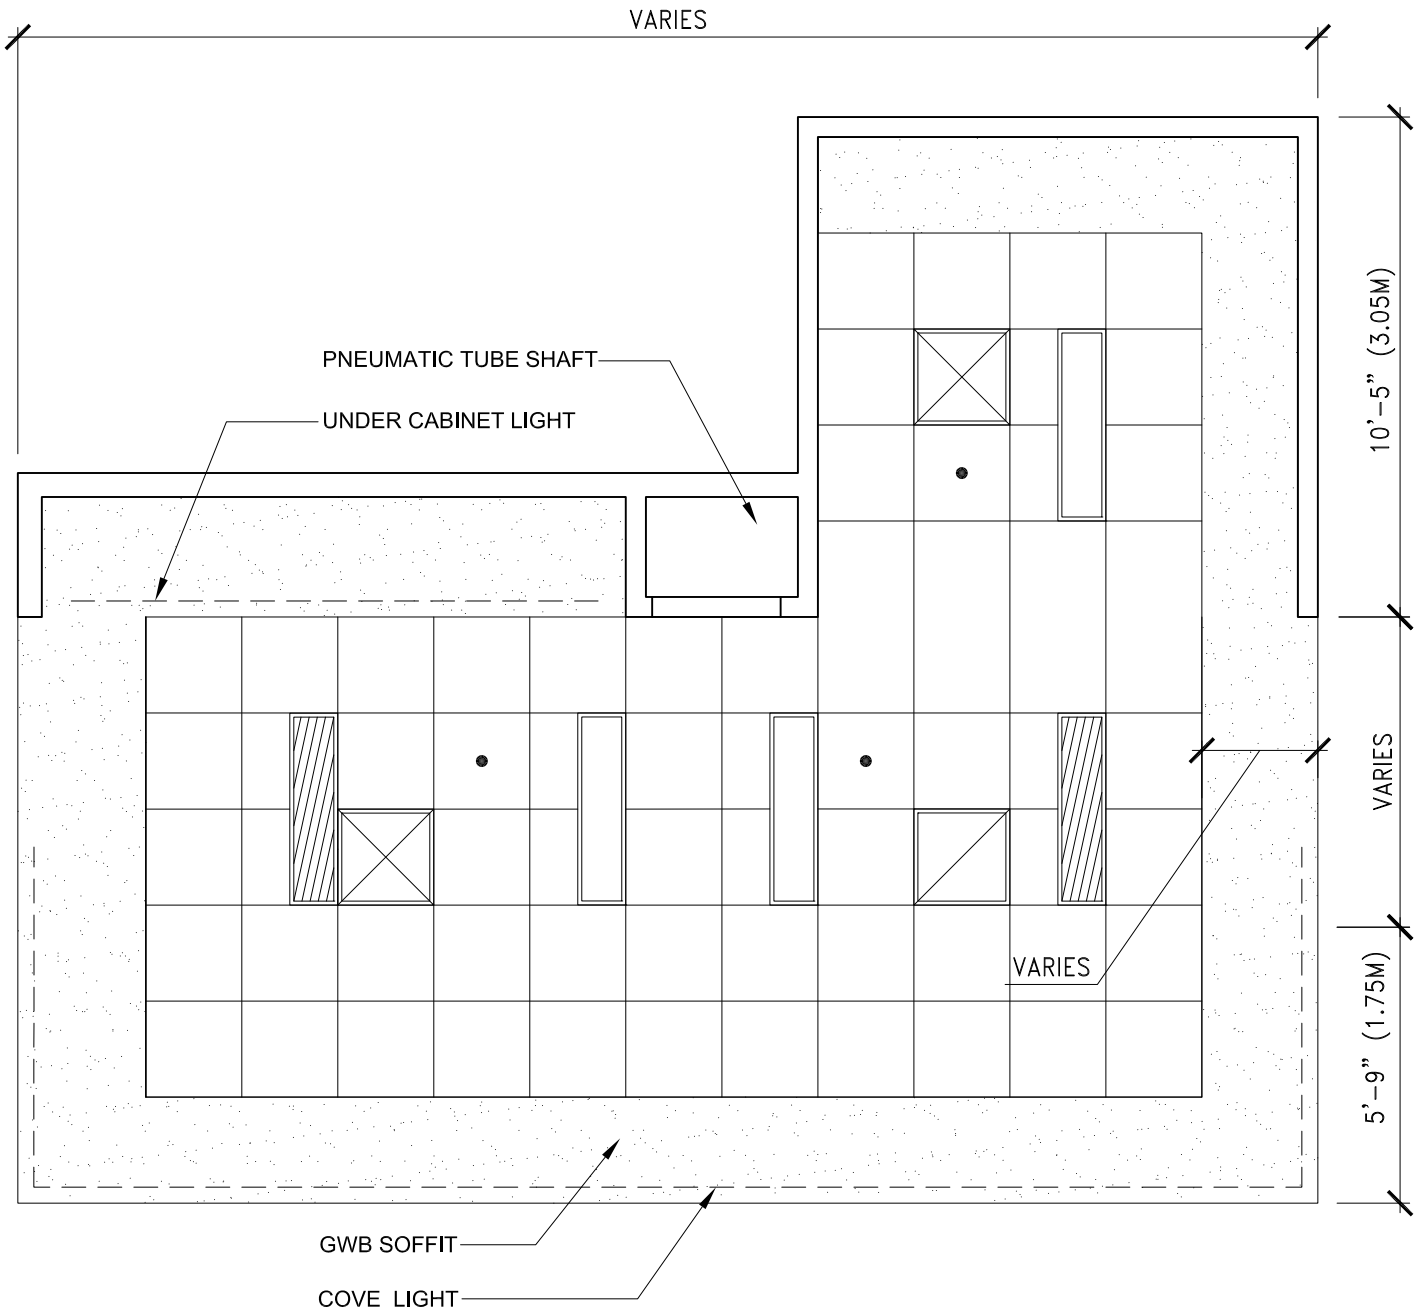 VARIES
10'-5" (3.05M)
PNEUMATIC TUBE SHAFT
UNDER CABINET LIGHT
VARIES
VARIES
5'-9" (1.75M)
GWB SOFFIT
COVE LIGHT